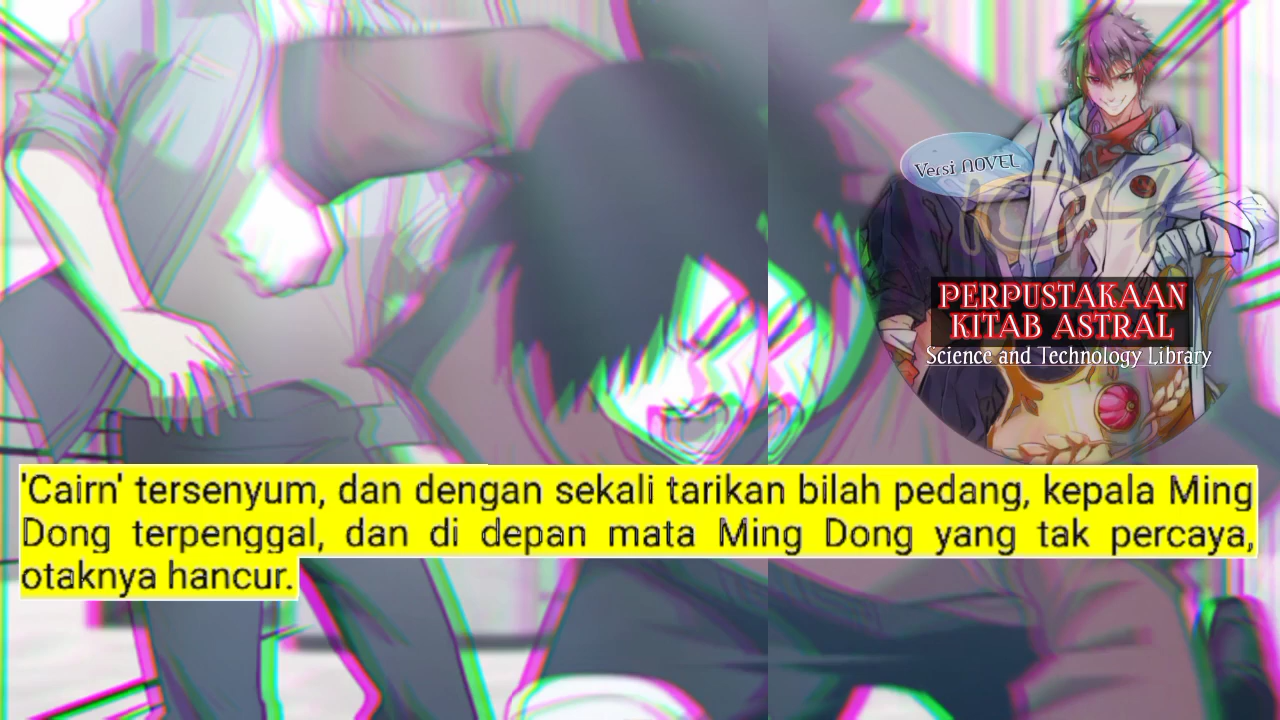 Versi NOVEL
PERPUSTAKAAN
KITAB ASTRAL
Science and Technology Library
'Cairn' tersenyum, dan dengan sekali tarikan bilah pedang, kepala Ming
Dong terpenggal, dan di depan mata Ming Dong yang tak percaya,
otaknya hancur.